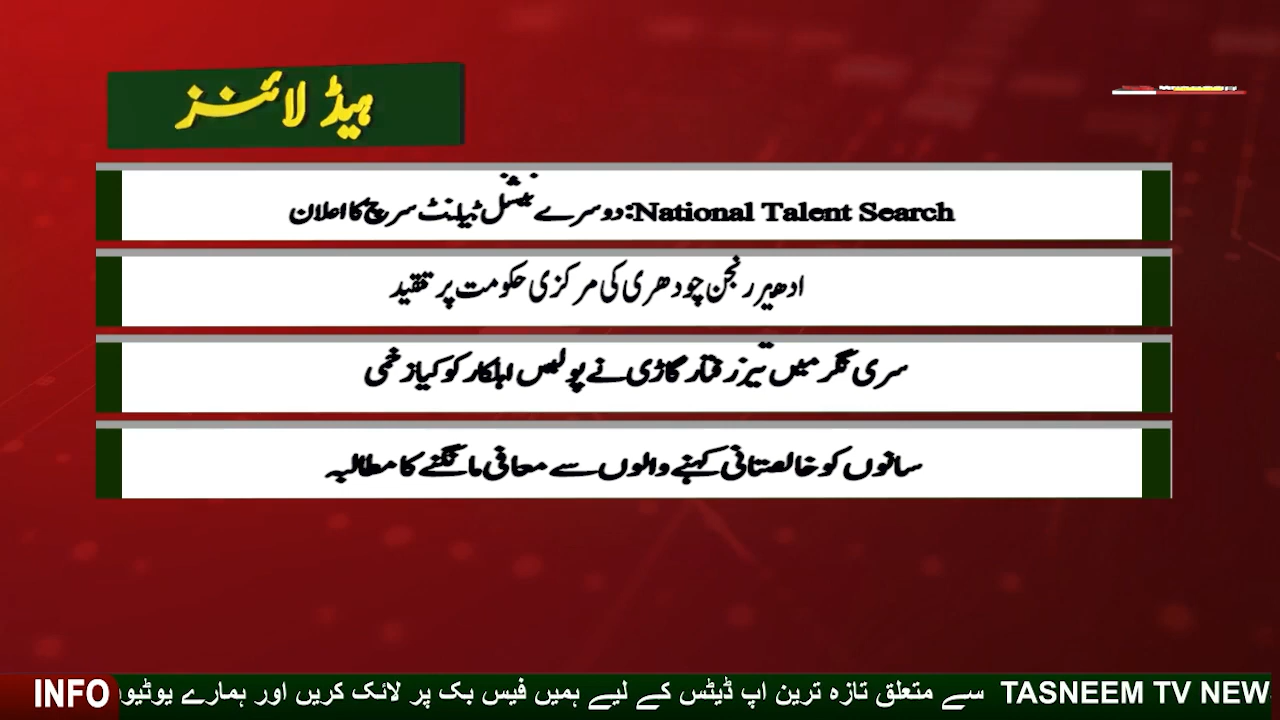 ہیڈ لائنز
National Talent Search: دوسرے نیشنل ٹیلنٹ سرچ کا اعلان
ادھیر رنجن چودھری کی مرکزی حکومت پر تنقید
سری نگر میں تیز رفتار گاڑی نے پولیس اہلکار کو کیا زخمی
سانوں کو خالصتانی کہنے والوں سے معافی مانگنے کا مطالبہ
INFO TASNEEM TV NEW سے متعلق تازہ ترین اپ ڈیٹس کے لیے ہمیں فیس بک پر لائک کریں اور ہمارے یوٹیو